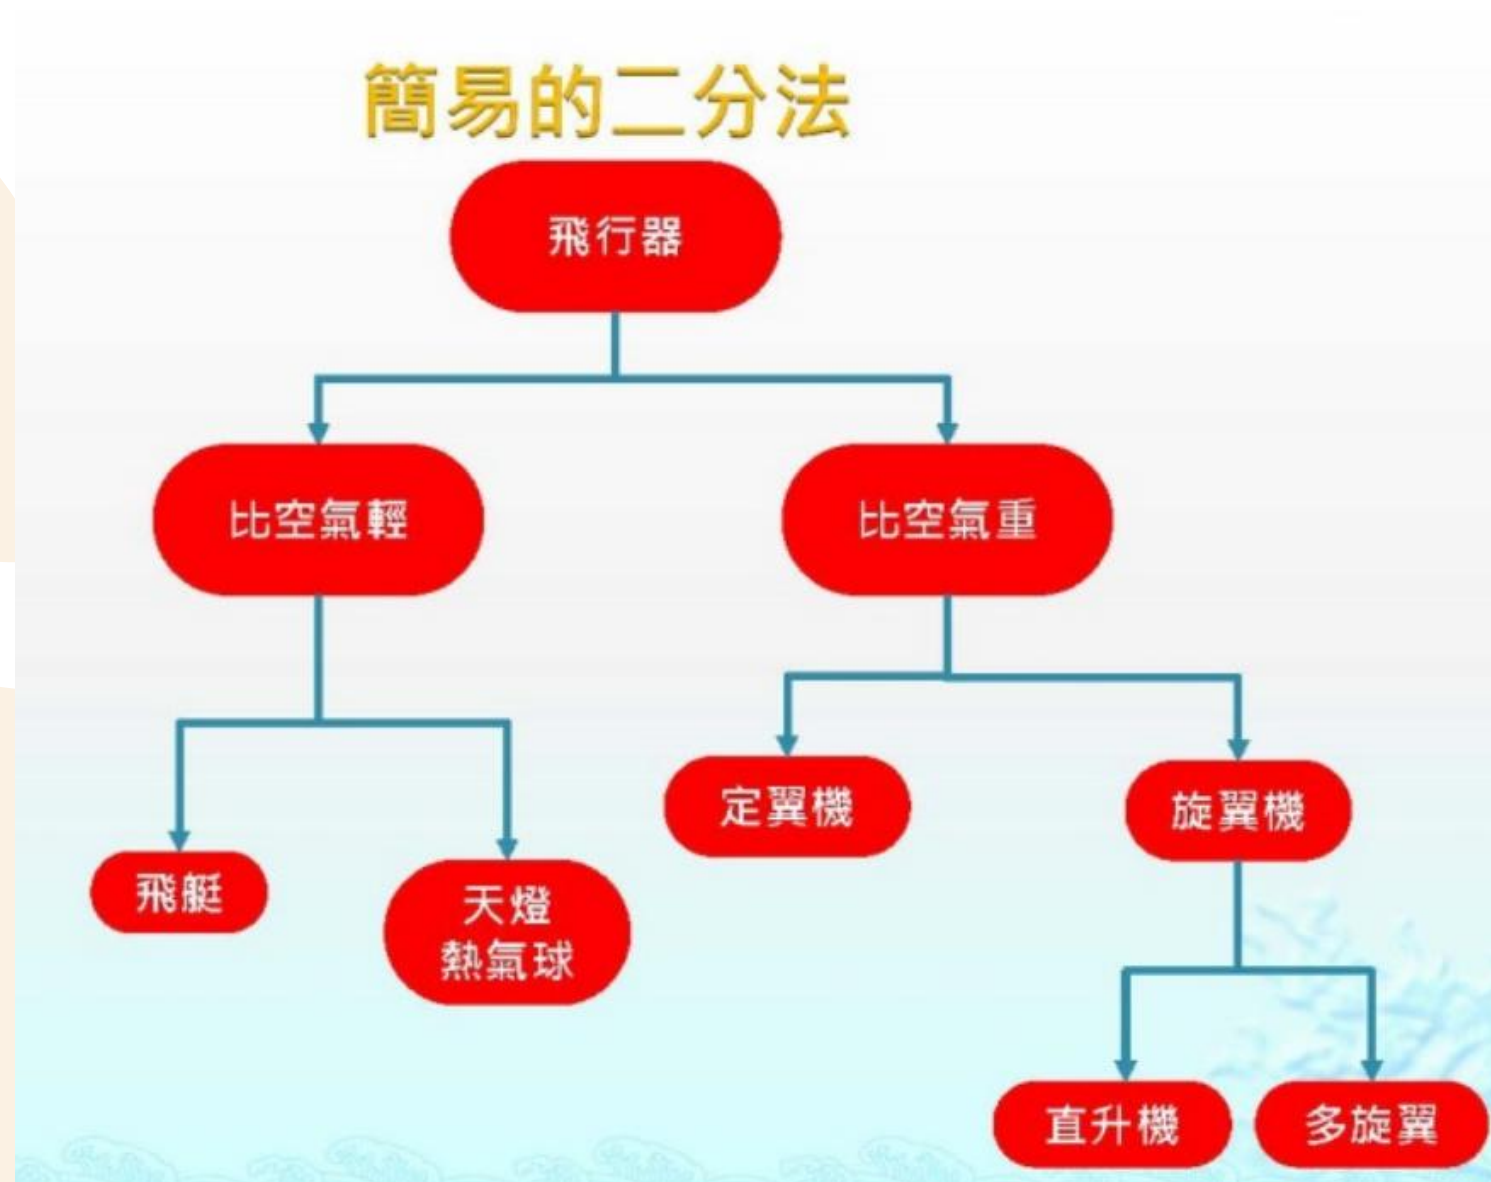 簡易的二分法
飛行器
比空氣輕
比空氣重
定翼機
旋翼機
飛艇
天燈
熱氣球
直升機
多旋翼